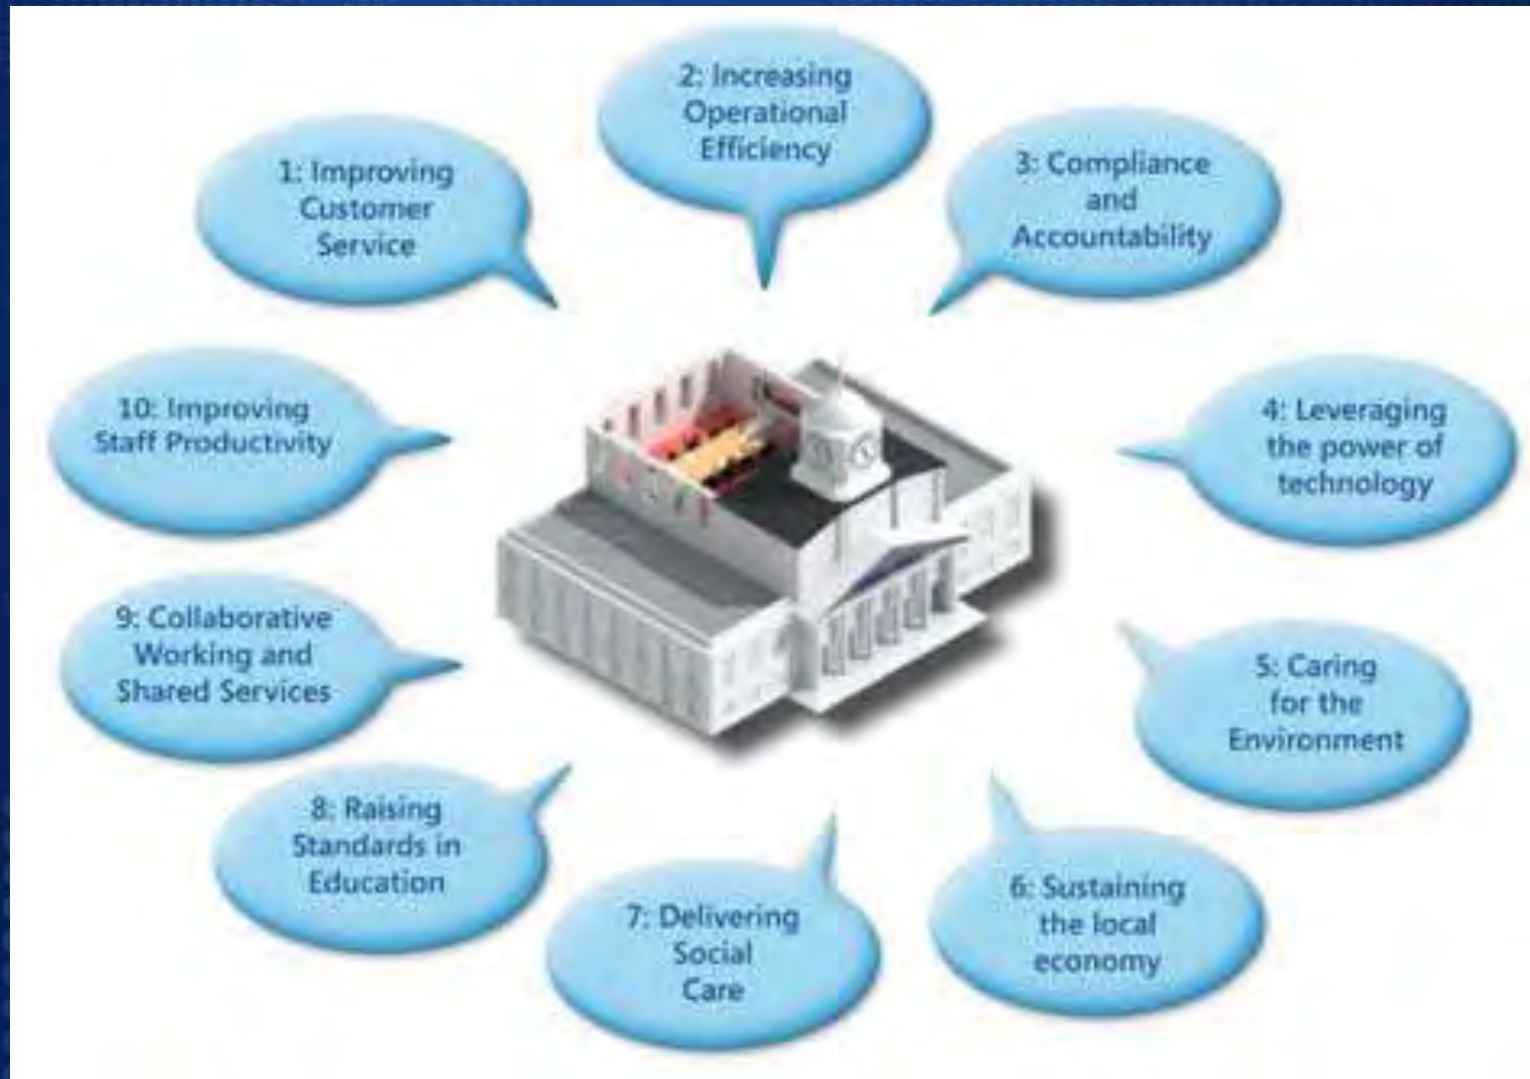 1: Improving
Customer
Service
2: Increasing
Operational
Efficiency
3: Compliance
and
Accountability
4: Leveraging
the power of
technology
5: Caring
for the
Environment
6: Sustaining
the local
economy
7: Delivering
Social
Care
8: Raising
Standards in
Education
9: Collaborative
Working and
Shared Services
10: Improving
Staff Productivity